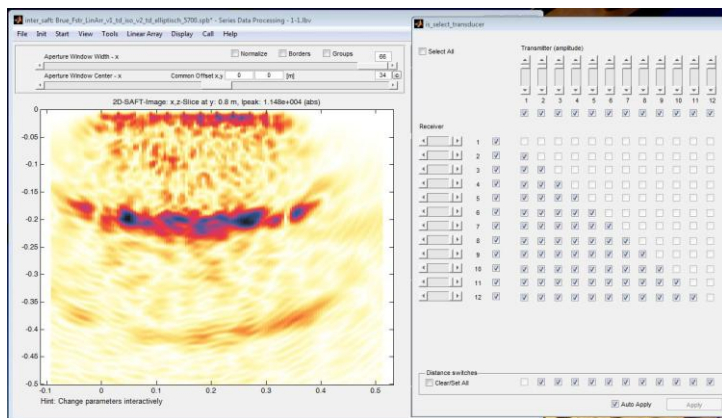 inter_saft: Brue_Fstr_LinArr_v1_td_iso_v2_td_elliptisch_5700.spb* - Series Data Processing - 1-1.lbv
File Init Start View Settings Tools Linear Array Display Call Help
Aperture Window Width - x
Normalize Borders Groups 66
Aperture Window Center - x Common Offset x,y 0 0 [m] 34
2D-SAFT-Image: x,z-Slice at y: 0.8 m, Ipeak: 1.148e+004 (abs)
0
-0.05
-0.1
-0.15
-0.2
-0.25
-0.3
-0.35
-0.4
-0.45
-0.5
0 0.1 0.2 0.3 0.4 0.5
Hint: Change parameters interactively
is_select_transducer
Select All
Transmitter (amplitude)
1 2 3 4 5 6 7 8 9 10 11 12
Receiver
1
2
3
4
5
6
7
8
9
10
11
12
Distance switches
Clear/Set All
Auto Apply Apply